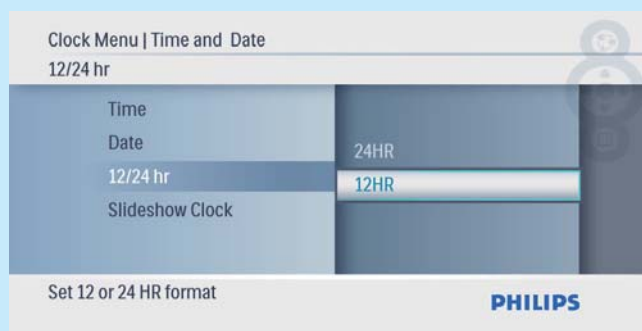 Clock Menu | Time and Date
12/24 hr
Time
Date
12/24 hr
Slideshow Clock
24HR
12HR
Set 12 or 24 HR format
PHILIPS